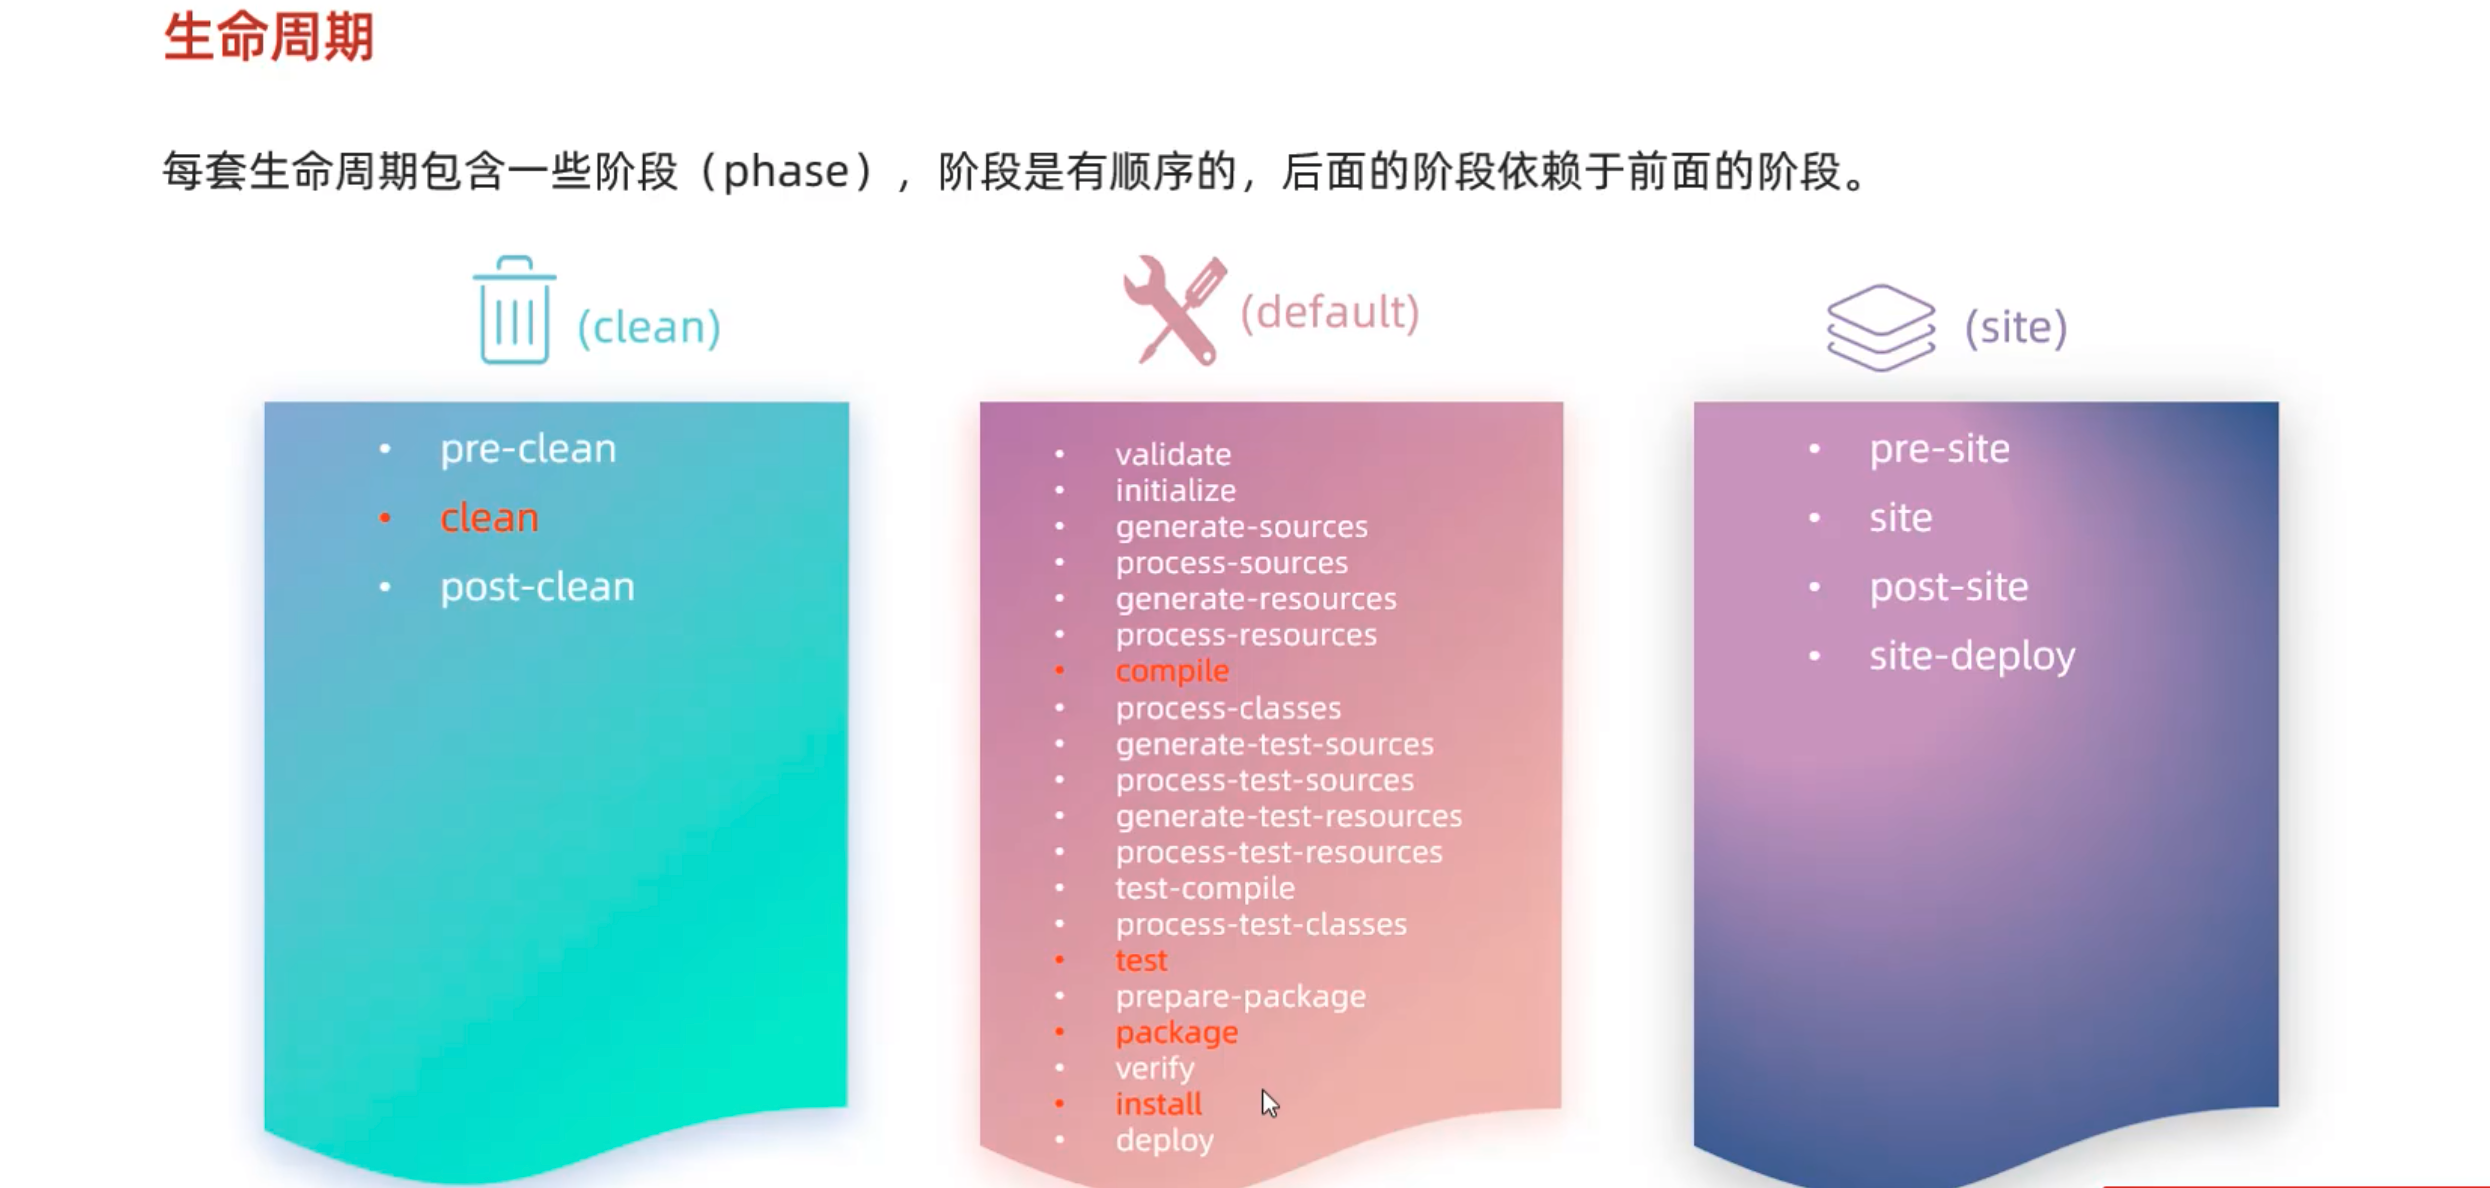 生命周期
每套生命周期包含一些阶段（phase），阶段是有顺序的，后面的阶段依赖于前面的阶段。
(clean)
• pre-clean
• clean
• post-clean
(default)
• validate
• initialize
• generate-sources
• process-sources
• generate-resources
• process-resources
• compile
• process-classes
• generate-test-sources
• process-test-sources
• generate-test-resources
• process-test-resources
• test-compile
• process-test-classes
• test
• prepare-package
• package
• verify
• install
• deploy
(site)
• pre-site
• site
• post-site
• site-deploy